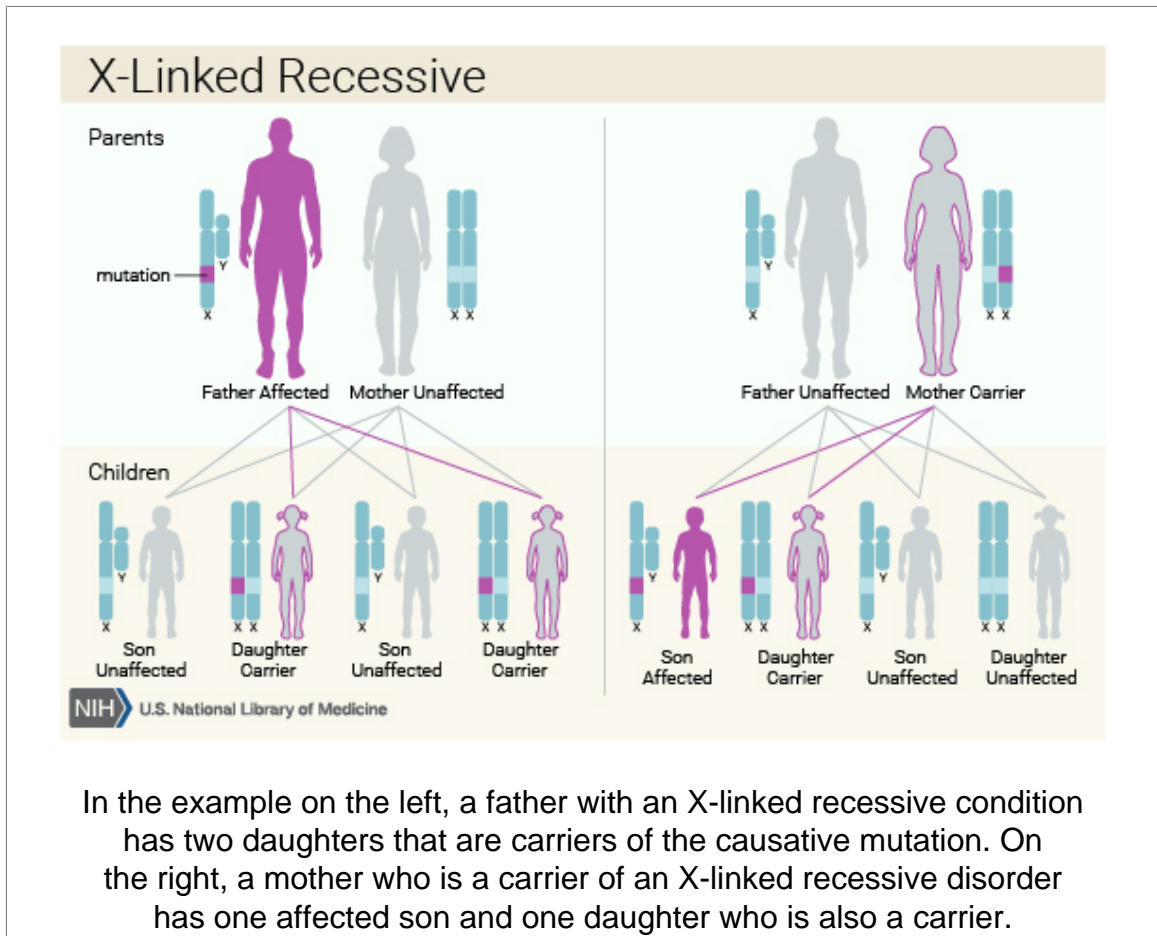 X-Linked Recessive
Parents
mutation
Y
Y
X
X X
X
X X
Father Affected Mother Unaffected
Father Unaffected Mother Carrier
Children
Y
Y
Y
Y
X
X X
X
X X
X
X X
X
X X
Son
Unaffected
Daughter
Carrier
Son
Unaffected
Daughter
Carrier
Son
Affected
Daughter
Carrier
Son
Unaffected
Daughter
Unaffected
NIH U.S. National Library of Medicine
In the example on the left, a father with an X-linked recessive condition
has two daughters that are carriers of the causative mutation. On
the right, a mother who is a carrier of an X-linked recessive disorder
has one affected son and one daughter who is also a carrier.